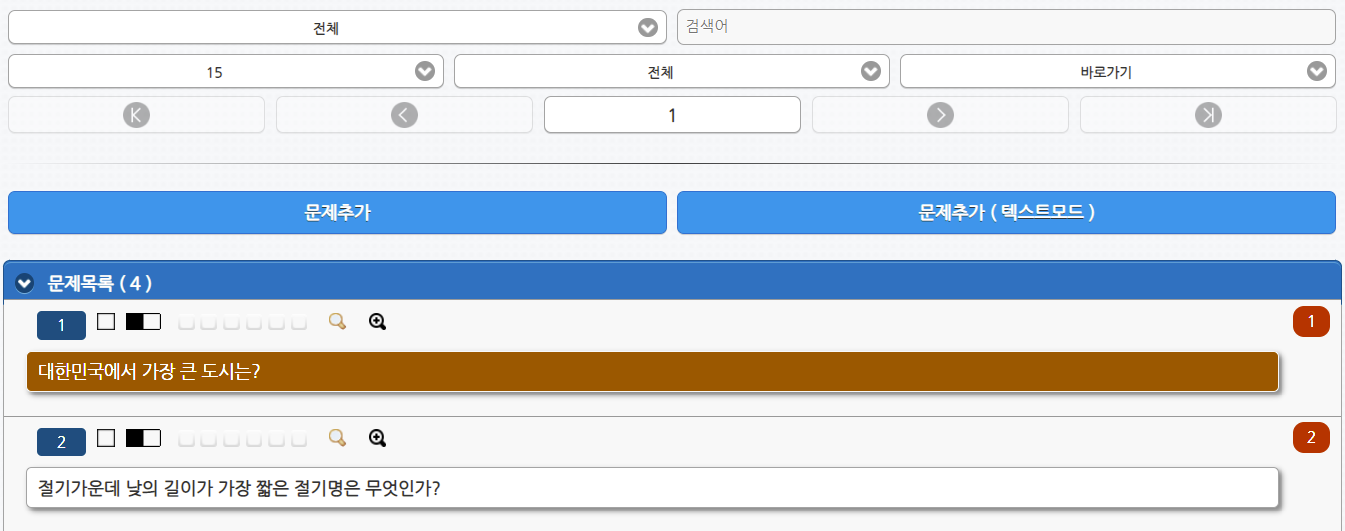 전체
검색어
15
전체
바로가기
1
문제추가
문제추가 ( 텍스트모드 )
문제목록 ( 4 )
1
1
대한민국에서 가장 큰 도시는?
2
2
절기가운데 낮의 길이가 가장 짧은 절기명은 무엇인가?